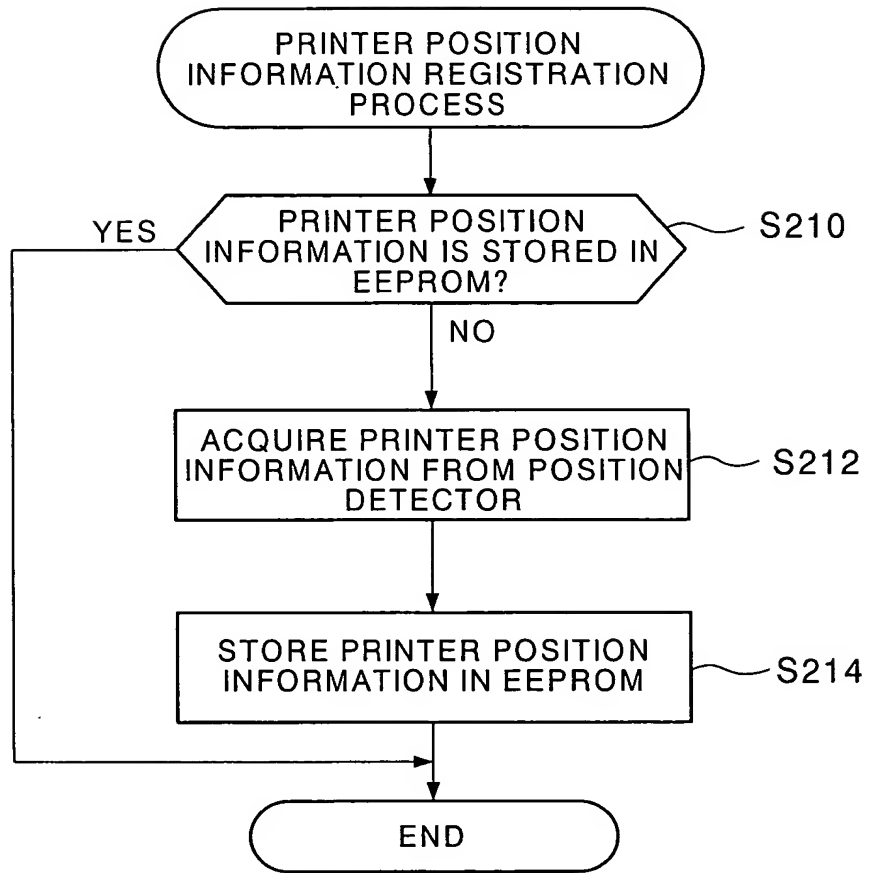 PRINTER POSITION
INFORMATION REGISTRATION
PROCESS
YES
PRINTER POSITION
INFORMATION IS STORED IN
EEPROM?
S210
NO
ACQUIRE PRINTER POSITION
INFORMATION FROM POSITION
DETECTOR
S212
STORE PRINTER POSITION
INFORMATION IN EEPROM
S214
END